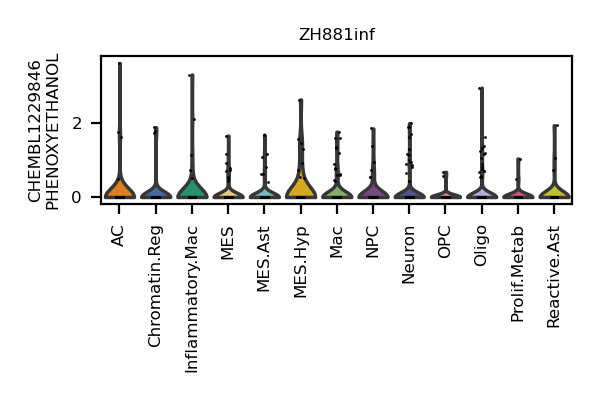 ZH881inf
CHEMBL1229846
PHENOXYETHANOL
2
0
AC
Chromatin.Reg
Inflammatory.Mac
MES
MES.Ast
MES.Hyp
Mac
NPC
Neuron
OPC
Oligo
Prolif.Metab
Reactive.Ast